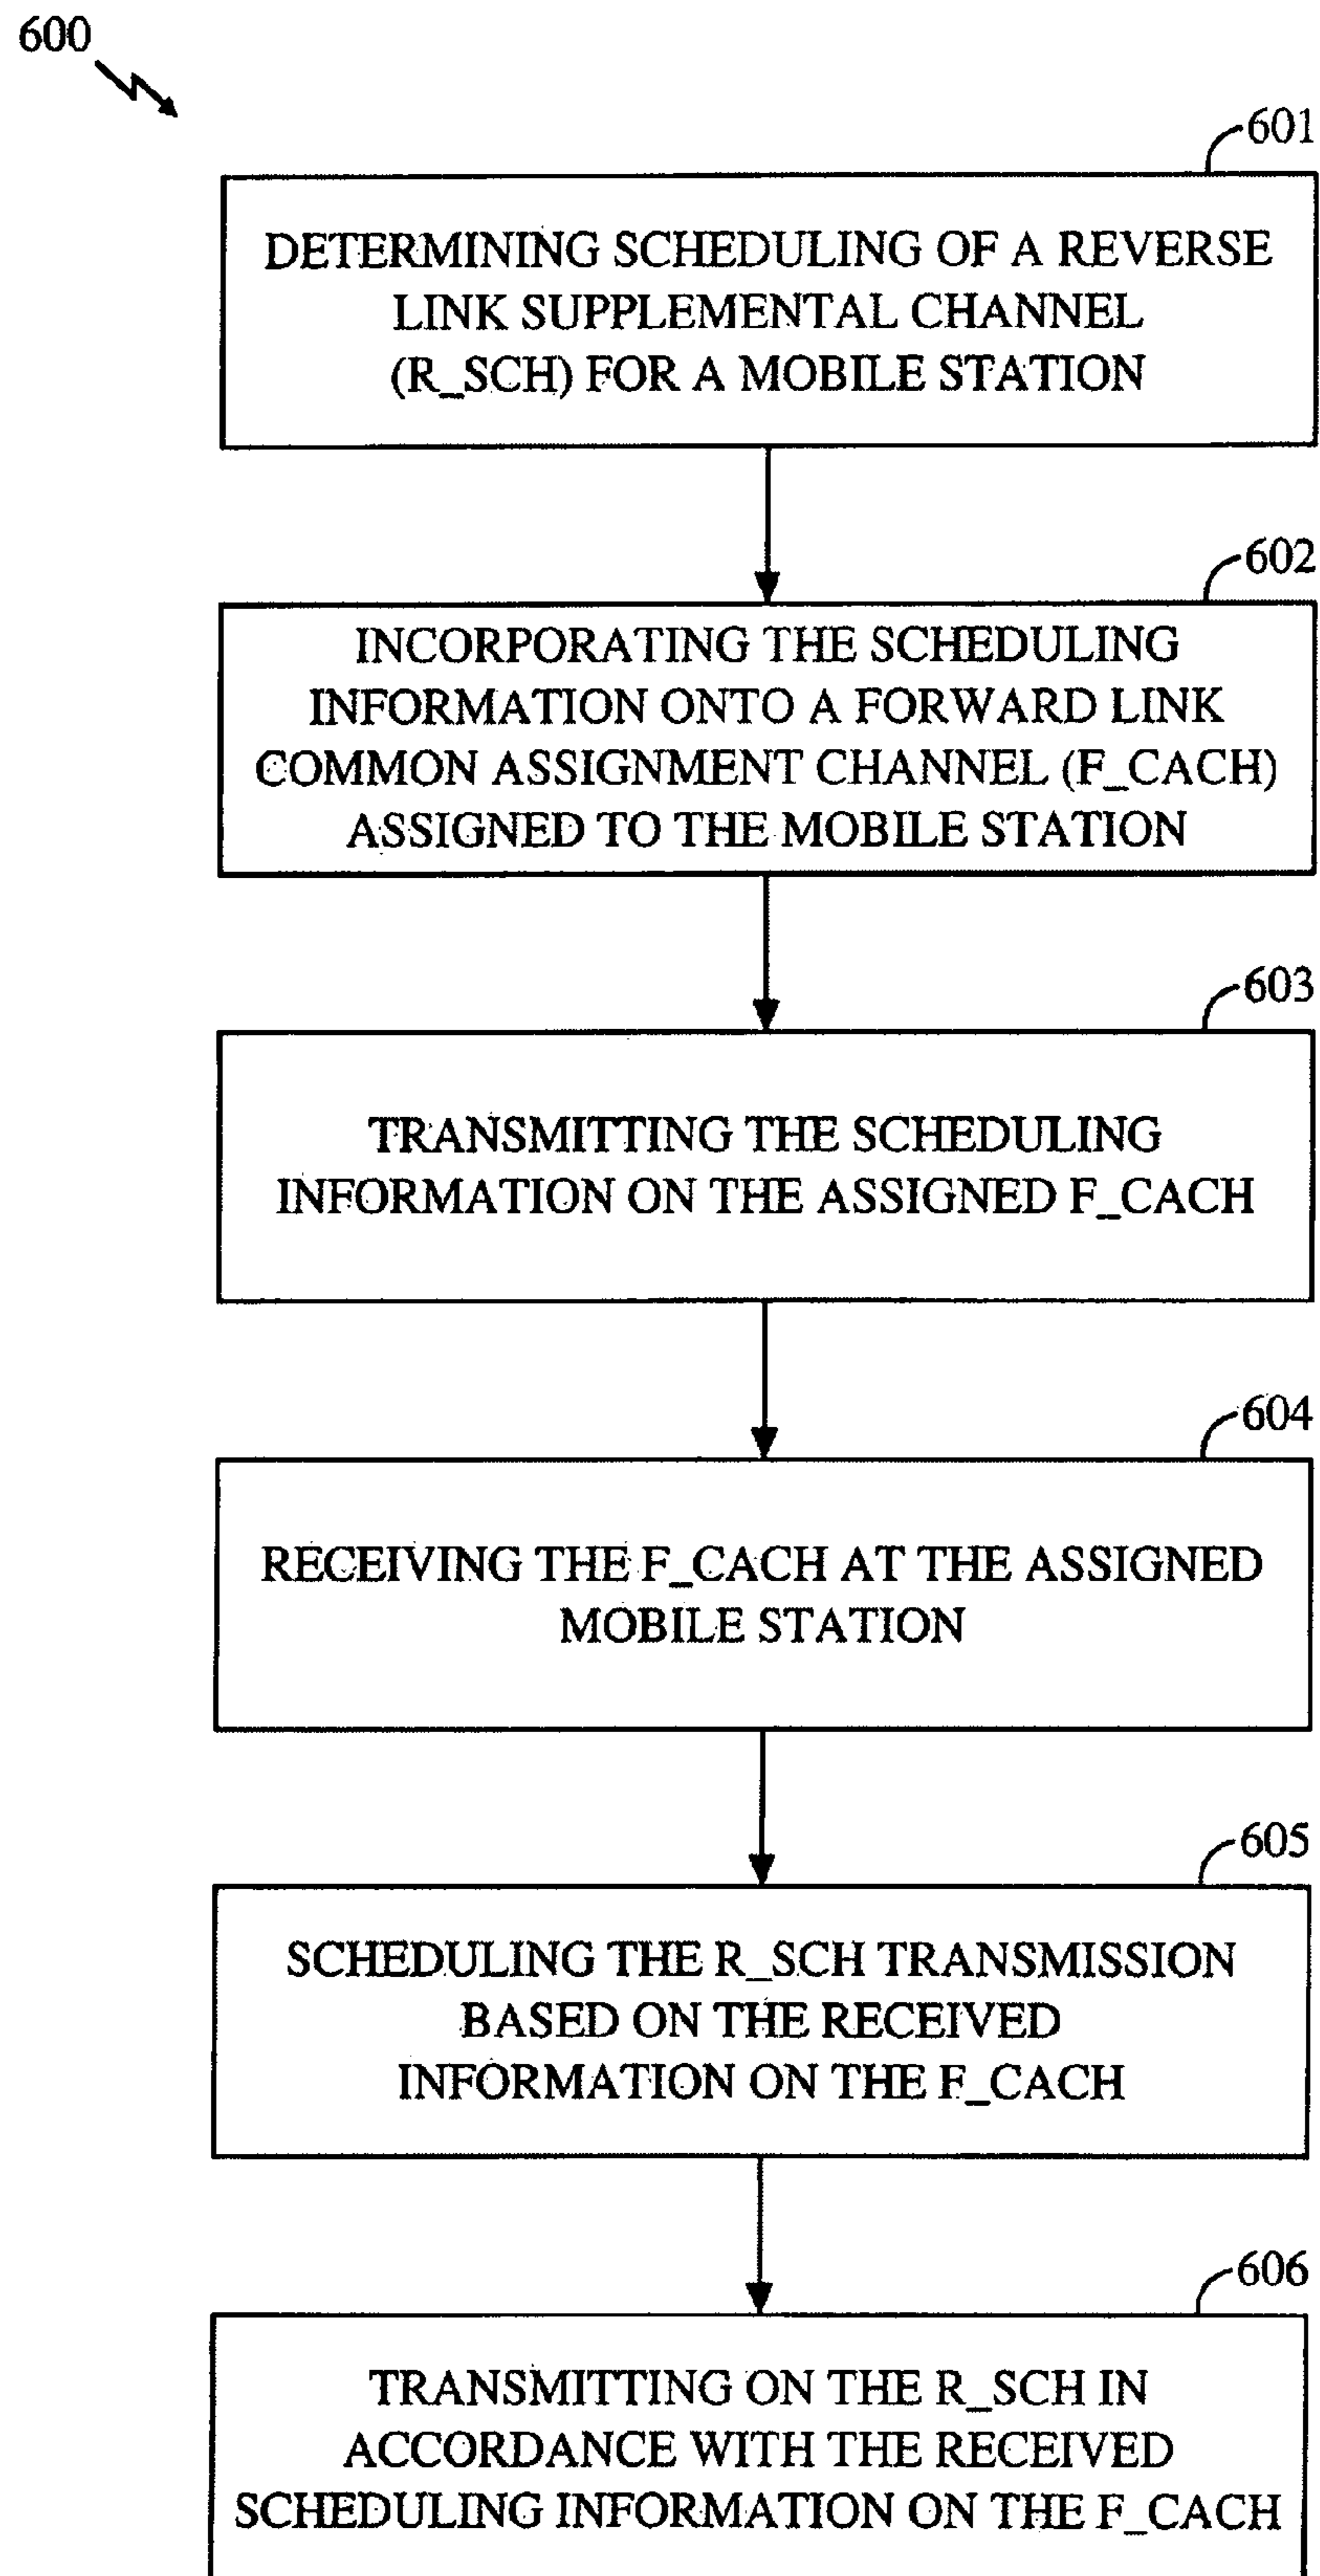 600
601
DETERMINING SCHEDULING OF A REVERSE
LINK SUPPLEMENTAL CHANNEL
(R_SCH) FOR A MOBILE STATION
602
INCORPORATING THE SCHEDULING
INFORMATION ONTO A FORWARD LINK
COMMON ASSIGNMENT CHANNEL (F_CACH)
ASSIGNED TO THE MOBILE STATION
603
TRANSMITTING THE SCHEDULING
INFORMATION ON THE ASSIGNED F_CACH
604
RECEIVING THE F_CACH AT THE ASSIGNED
MOBILE STATION
605
SCHEDULING THE R_SCH TRANSMISSION
BASED ON THE RECEIVED
INFORMATION ON THE F_CACH
606
TRANSMITTING ON THE R_SCH IN
ACCORDANCE WITH THE RECEIVED
SCHEDULING INFORMATION ON THE F_CACH